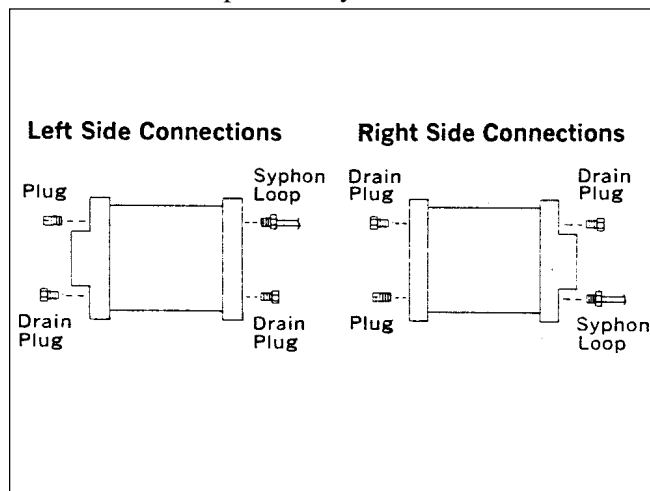 Left Side Connections
Plug
Syphon
Loop
Drain
Plug
Drain
Plug
Right Side Connections
Drain
Plug
Drain
Plug
Plug
Syphon
Loop